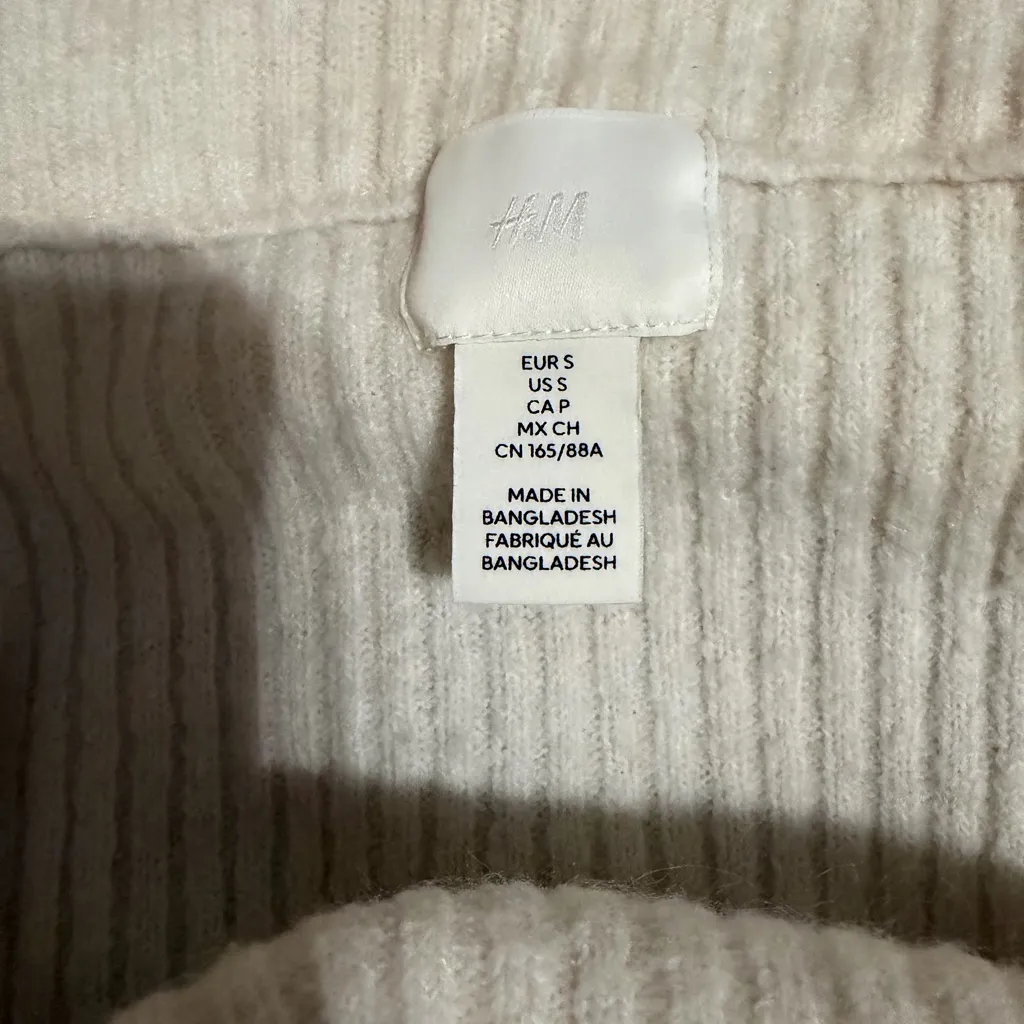 H&M
EUR S
US S
CA P
MX CH
CN 165/88A
MADE IN
BANGLADESH
FABRIQUÉ AU
BANGLADESH